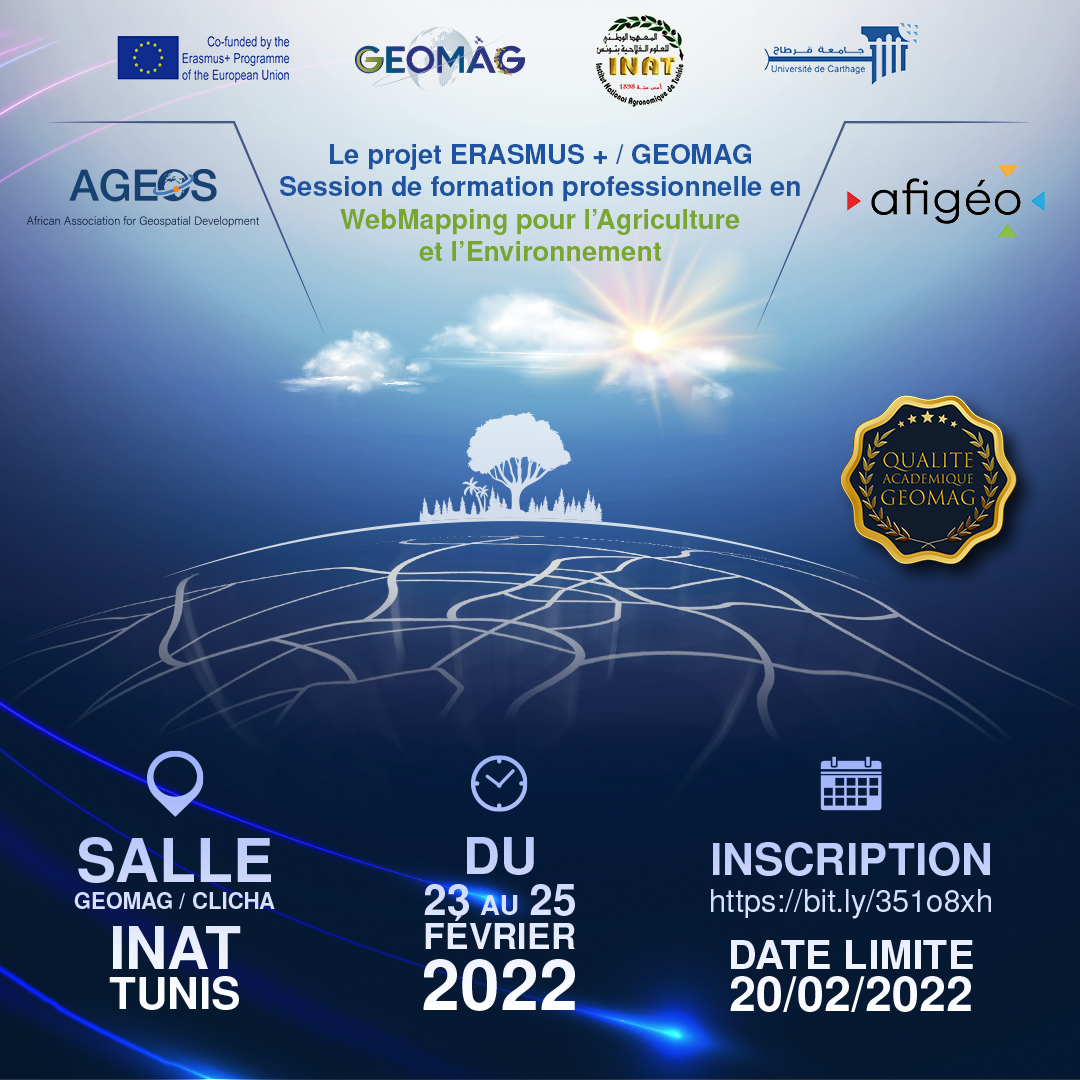 Co-funded by the
Erasmus+ Programme
of the European Union
GEOMAG
المعهد الوطني
للعلوم الفلاحية بتونس
INAT
أسس سنة 1898
Institut National Agronomique de Tunisie
جامعة قرطاج
Université de Carthage
AGEOS
African Association for Geospatial Development
Le projet ERASMUS + / GEOMAG
Session de formation professionnelle en
WebMapping pour l’Agriculture
et l’Environnement
afigéo
QUALITE
ACADEMIQUE
GEOMAG
SALLE
GEOMAG / CLICHA
INAT
TUNIS
DU
23 AU 25
FÉVRIER
2022
INSCRIPTION
https://bit.ly/351o8xh
DATE LIMITE
20/02/2022